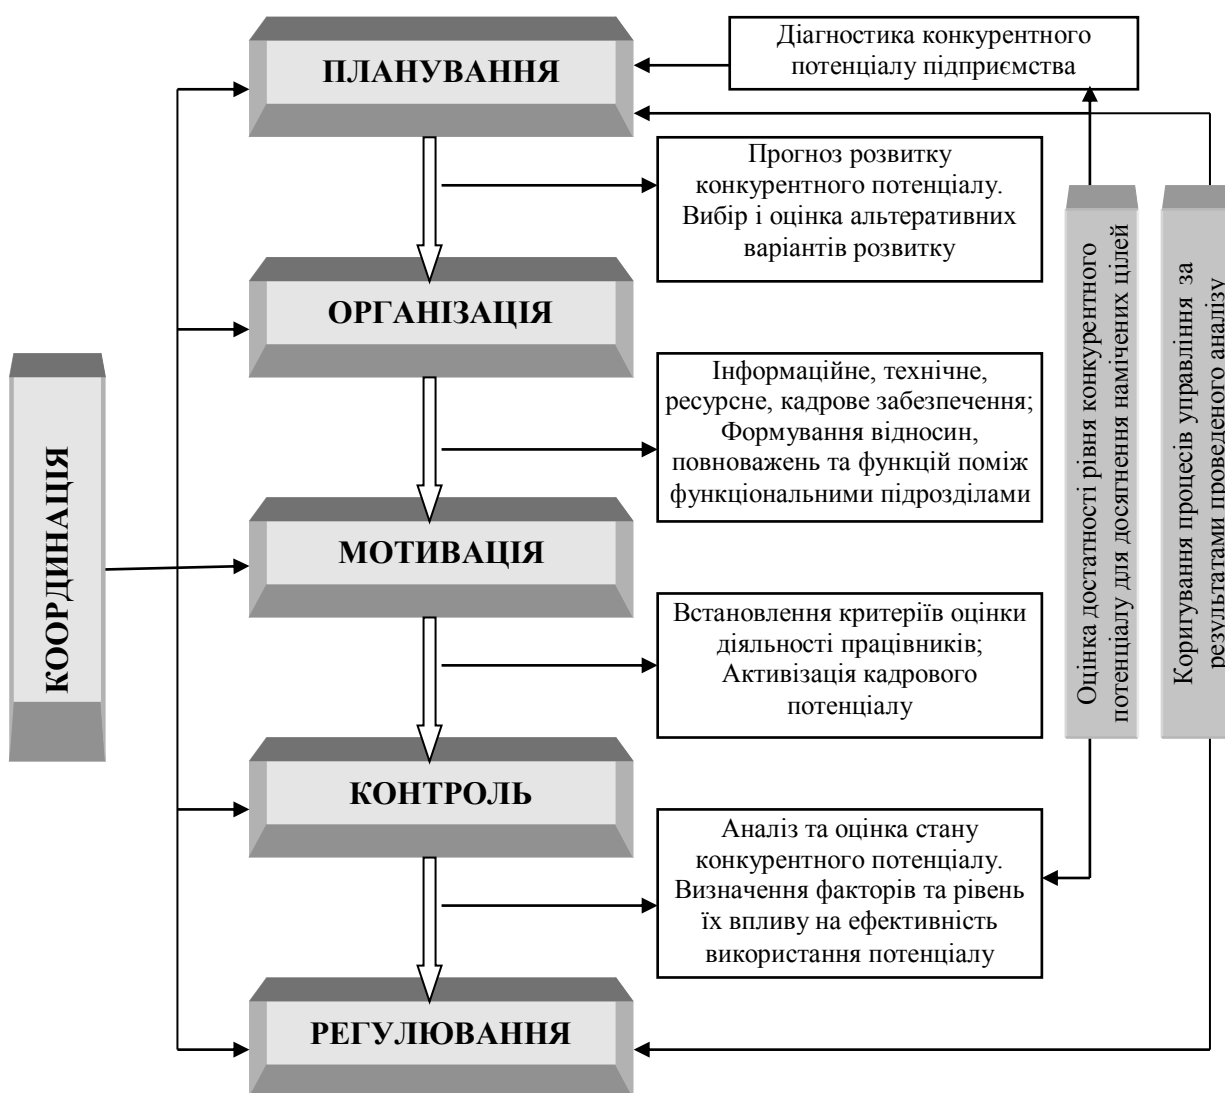 ПЛАНУВАННЯ
Діагностика конкурентного
потенціалу підприємства
Прогноз розвитку
конкурентного потенціалу.
Вибір і оцінка альтеративних
варіантів розвитку
ОРГАНІЗАЦІЯ
Інформаційне, технічне,
ресурсне, кадрове забезпечення;
Формування відносин,
повноважень та функцій поміж
функціональними підрозділами
КООРДИНАЦІЯ
МОТИВАЦІЯ
Встановлення критеріїв оцінки
діяльності працівників;
Активізація кадрового
потенціалу
КОНТРОЛЬ
Аналіз та оцінка стану
конкурентного потенціалу.
Визначення факторів та рівень
їх впливу на ефективність
використання потенціалу
РЕГУЛЮВАННЯ
Оцінка достатності рівня конкурентного
потенціалу для досягнення намічених цілей
Коригування процесів управління за
результатами проведеного аналізу